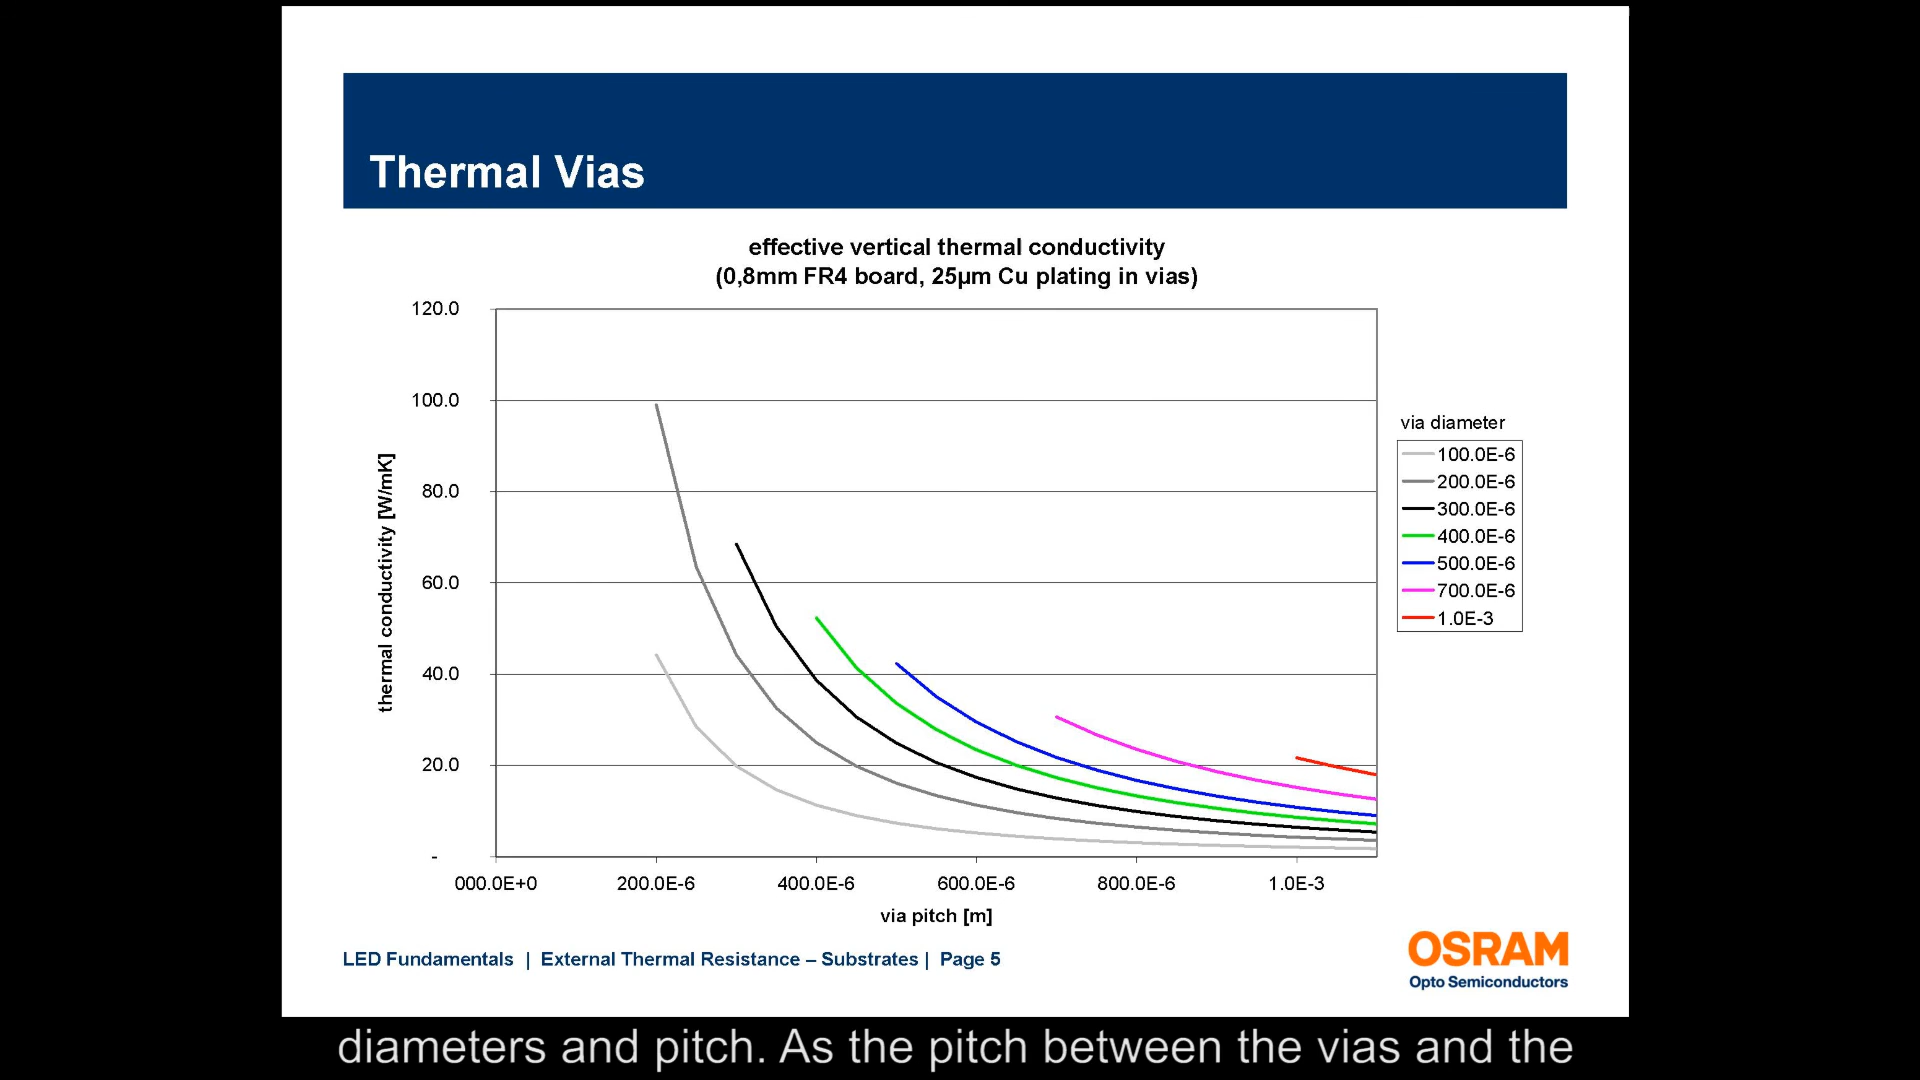 Thermal Vias
effective vertical thermal conductivity
(0,8mm FR4 board, 25µm Cu plating in vias)
120.0
100.0
80.0
60.0
40.0
20.0
-
thermal conductivity [W/mK]
000.0E+0 200.0E-6 400.0E-6 600.0E-6 800.0E-6 1.0E-3
via pitch [m]
via diameter
100.0E-6
200.0E-6
300.0E-6
400.0E-6
500.0E-6
700.0E-6
1.0E-3
LED Fundamentals | External Thermal Resistance – Substrates | Page 5
OSRAM
Opto Semiconductors
diameters and pitch. As the pitch between the vias and the